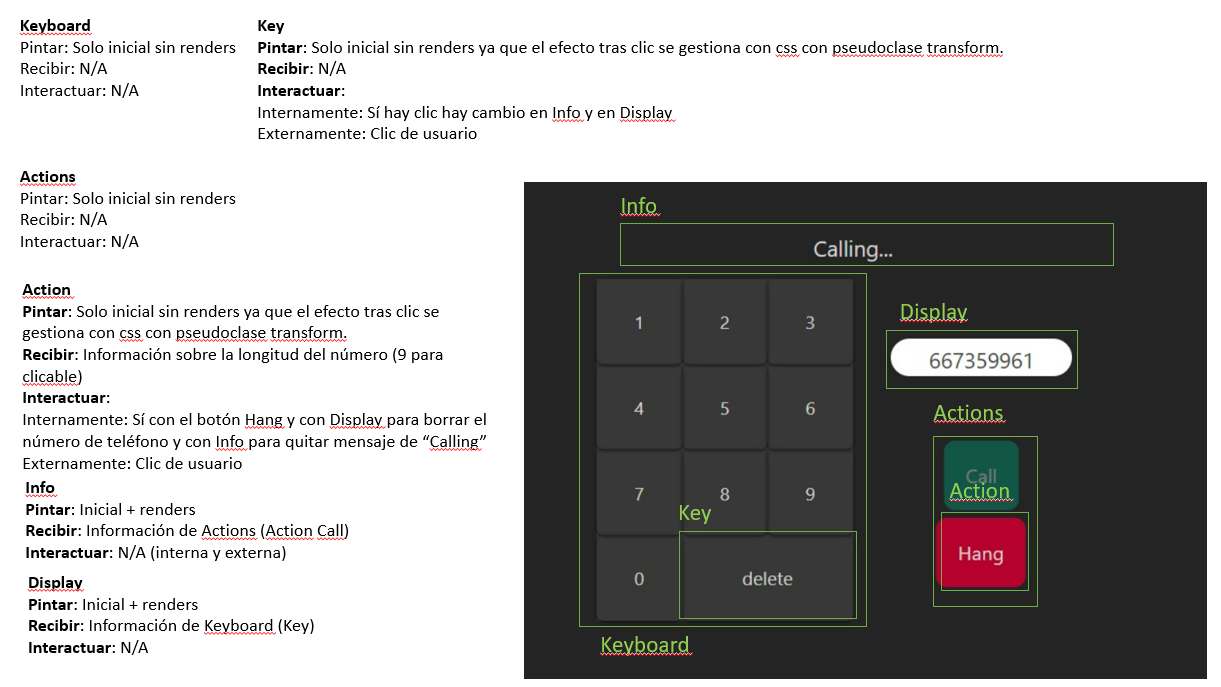 Keyboard
Pintar: Solo inicial sin renders
Recibir: N/A
Interactuar: N/A
Key
Pintar: Solo inicial sin renders ya que el efecto tras clic se gestiona con css con pseudoclase transform.
Recibir: N/A
Interactuar:
Internamente: Sí hay clic hay cambio en Info y en Display
Externamente: Clic de usuario
Actions
Pintar: Solo inicial sin renders
Recibir: N/A
Interactuar: N/A
Action
Pintar: Solo inicial sin renders ya que el efecto tras clic se
gestiona con css con pseudoclase transform.
Recibir: Información sobre la longitud del número (9 para
clicable)
Interactuar:
Internamente: Sí con el botón Hang y con Display para borrar el
número de teléfono y con Info para quitar mensaje de “Calling”
Externamente: Clic de usuario
Info
Pintar: Inicial + renders
Recibir: Información de Actions (Action Call)
Interactuar: N/A (interna y externa)
Display
Pintar: Inicial + renders
Recibir: Información de Keyboard (Key)
Interactuar: N/A
Info
Calling...
1 2 3
4 5 6
7 8 9
Key
0 delete
Keyboard
Display
667359961
Actions
Call
Action
Hang